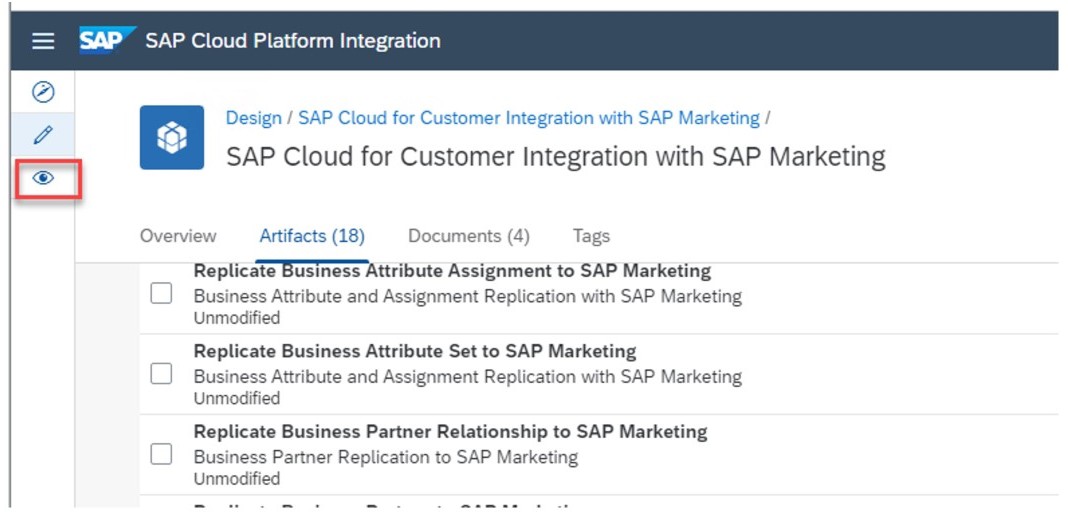 SAP SAP Cloud Platform Integration
Design / SAP Cloud for Customer Integration with SAP Marketing /
SAP Cloud for Customer Integration with SAP Marketing
Overview Artifacts (18) Documents (4) Tags
Replicate Business Attribute Assignment to SAP Marketing
Business Attribute and Assignment Replication with SAP Marketing
Unmodified
Replicate Business Attribute Set to SAP Marketing
Business Attribute and Assignment Replication with SAP Marketing
Unmodified
Replicate Business Partner Relationship to SAP Marketing
Business Partner Replication to SAP Marketing
Unmodified